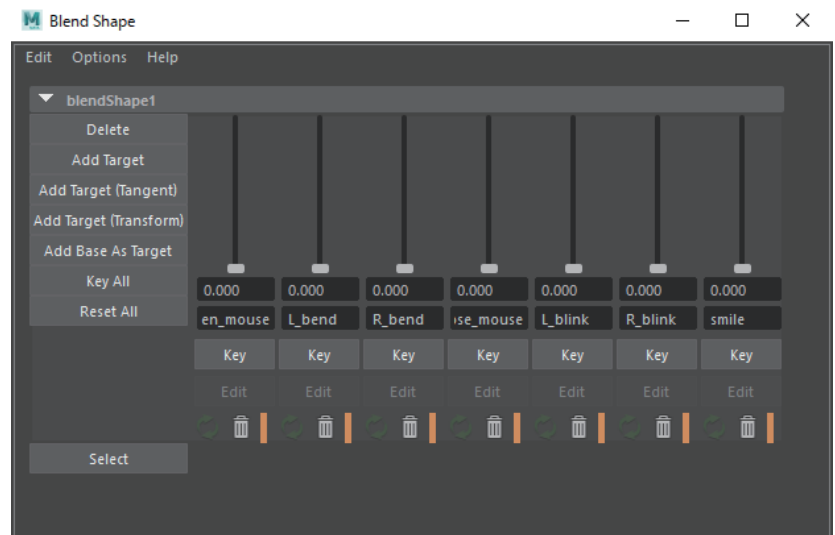 Blend Shape
Edit Options Help
blendShape1
Delete
Add Target
Add Target (Tangent)
Add Target (Transform)
Add Base As Target
Key All
Reset All
0.000 0.000 0.000 0.000 0.000 0.000 0.000
en_mouse L_bend R_bend se_mouse L_blink R_blink smile
Key Key Key Key Key Key Key
Edit Edit Edit Edit Edit Edit Edit
Select